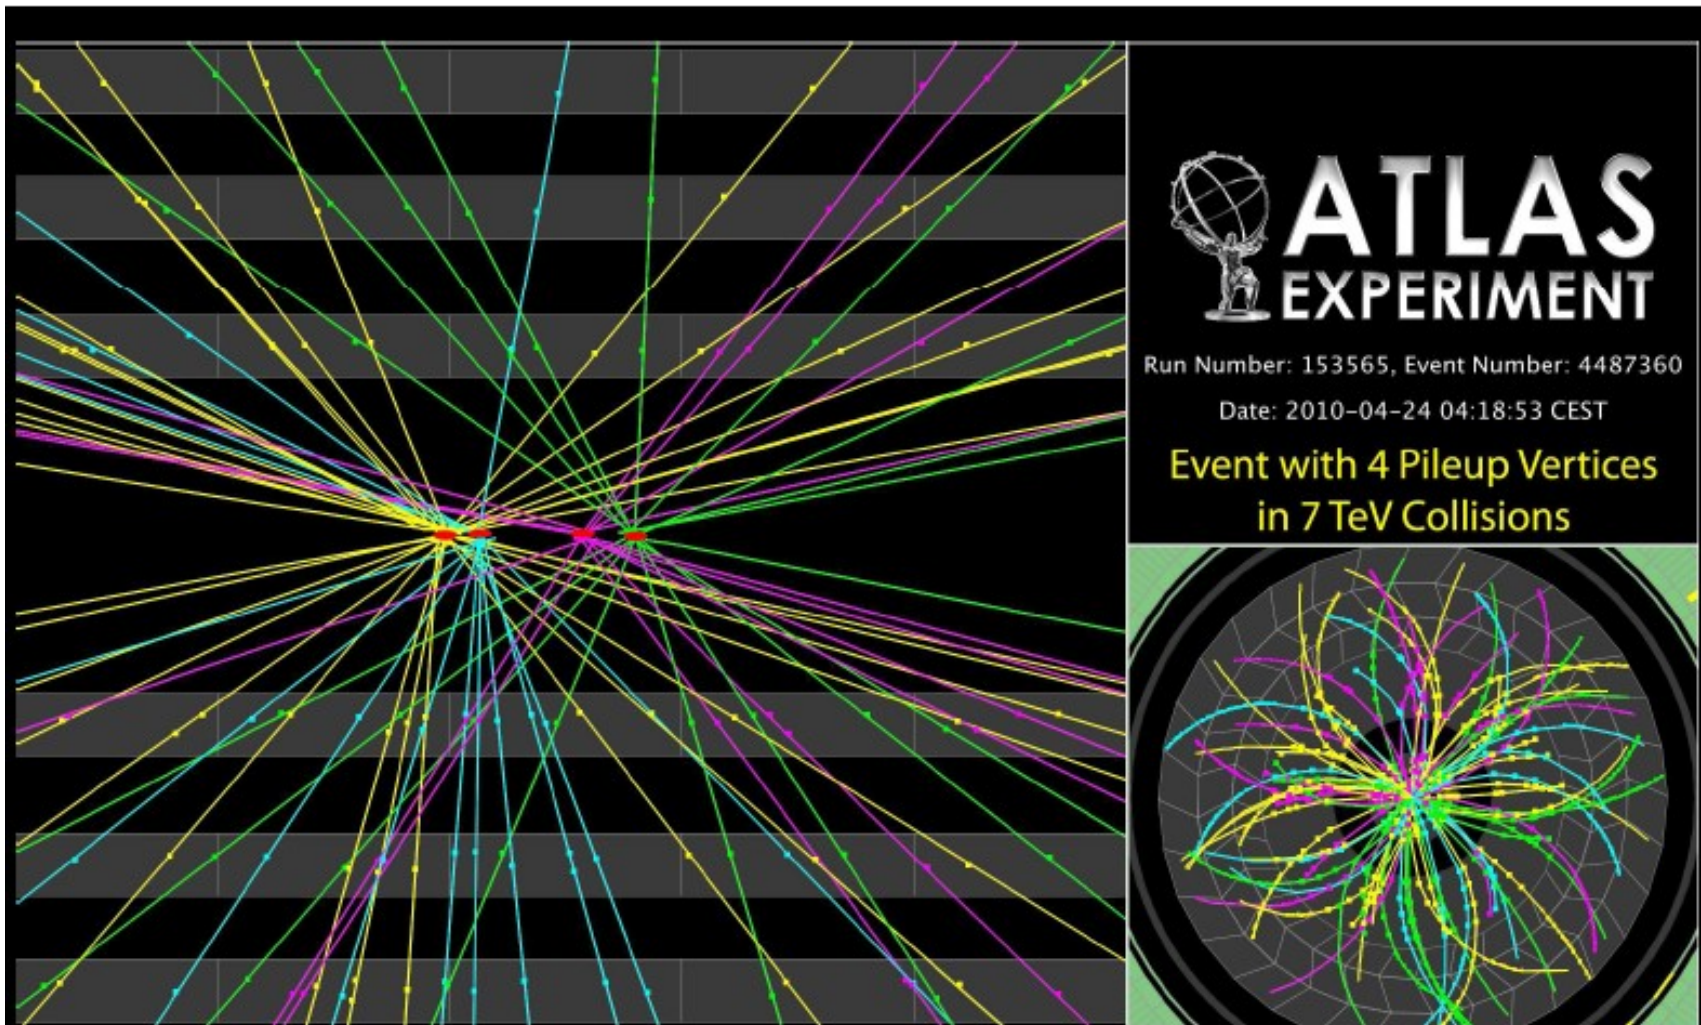 ATLAS
EXPERIMENT
Run Number: 153565, Event Number: 4487360
Date: 2010-04-24 04:18:53 CEST
Event with 4 Pileup Vertices
in 7 TeV Collisions